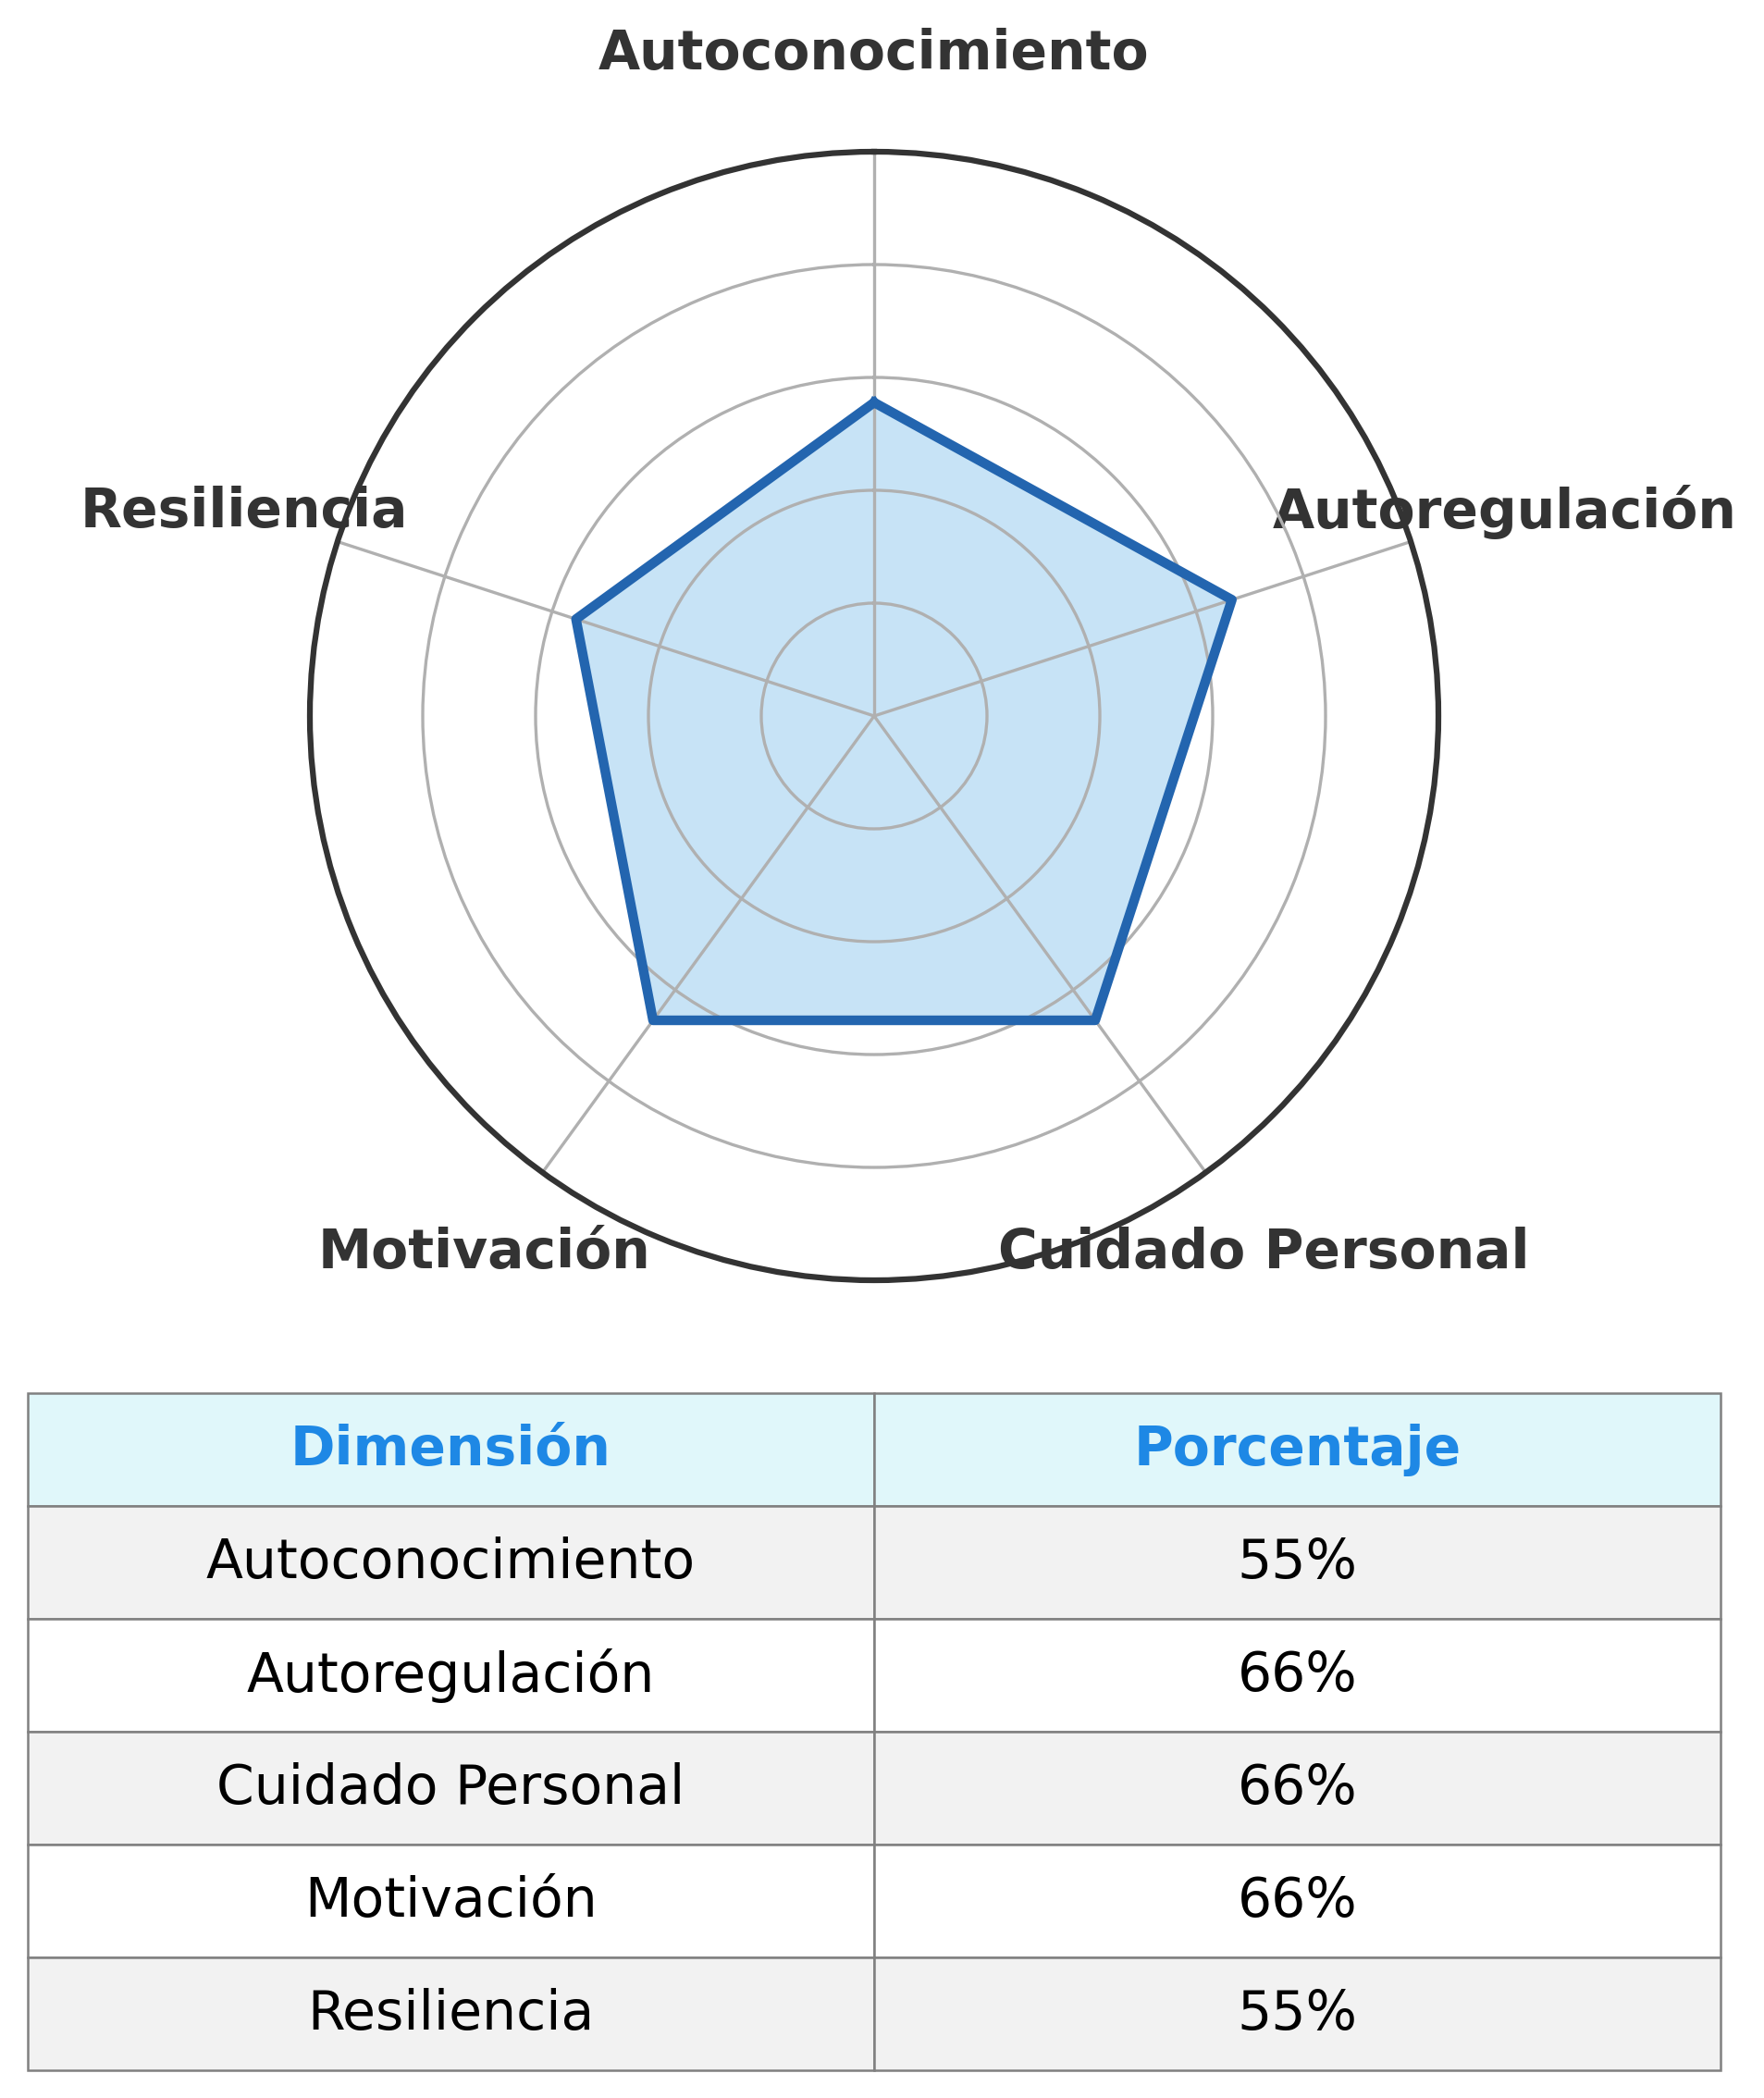 Autoconocimiento
Resiliencia
Autoregulación
Motivación
Cuidado Personal
Dimensión Porcentaje
Autoconocimiento 55%
Autoregulación 66%
Cuidado Personal 66%
Motivación 66%
Resiliencia 55%